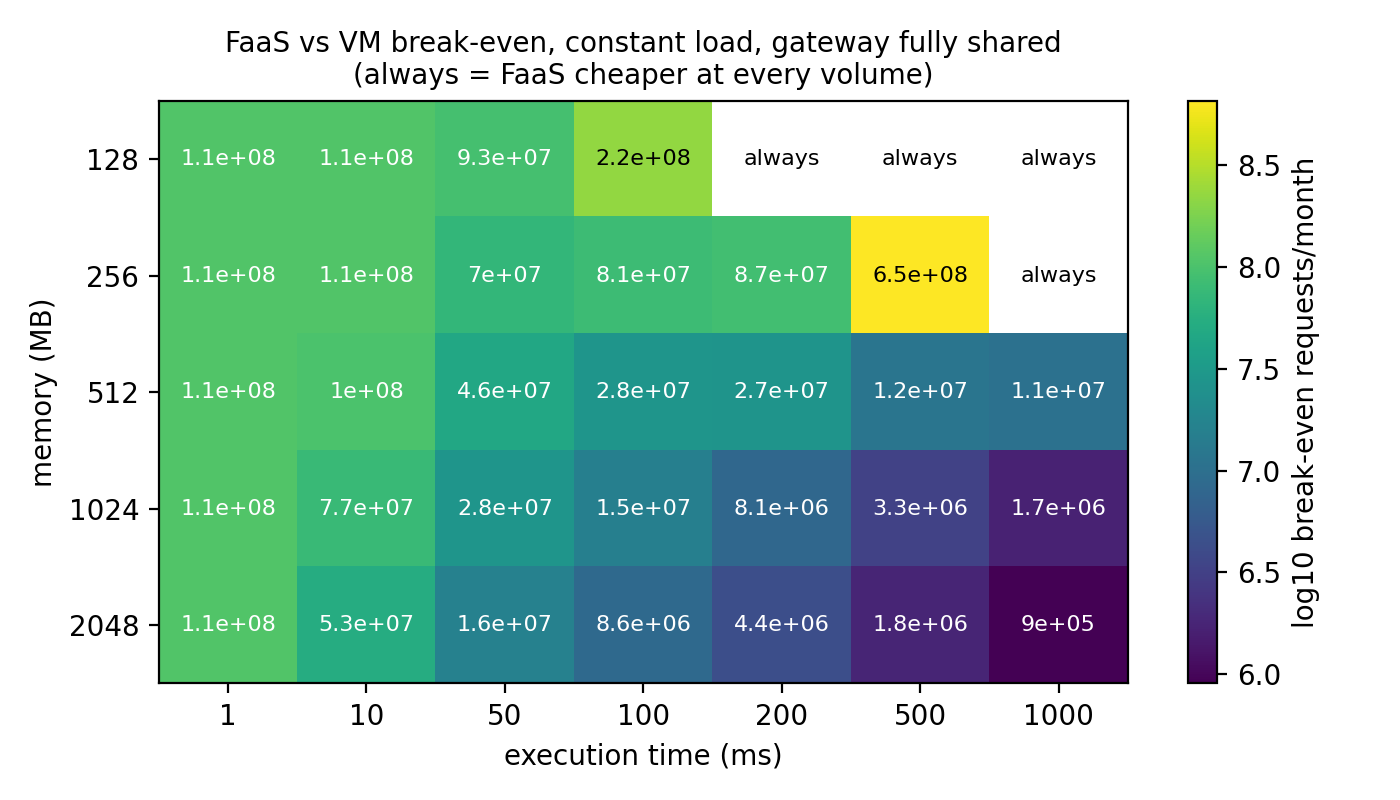 FaaS vs VM break-even, constant load, gateway fully shared
(always = FaaS cheaper at every volume)
128 1.1e+08 1.1e+08 9.3e+07 2.2e+08 always always always
256 1.1e+08 1.1e+08 7e+07 8.1e+07 8.7e+07 6.5e+08 always
512 1.1e+08 1e+08 4.6e+07 2.8e+07 2.7e+07 1.2e+07 1.1e+07
1024 1.1e+08 7.7e+07 2.8e+07 1.5e+07 8.1e+06 3.3e+06 1.7e+06
2048 1.1e+08 5.3e+07 1.6e+07 8.6e+06 4.4e+06 1.8e+06 9e+05
1 10 50 100 200 500 1000
execution time (ms)
memory (MB)
8.5
8.0
7.5
7.0
6.5
6.0
log10 break-even requests/month